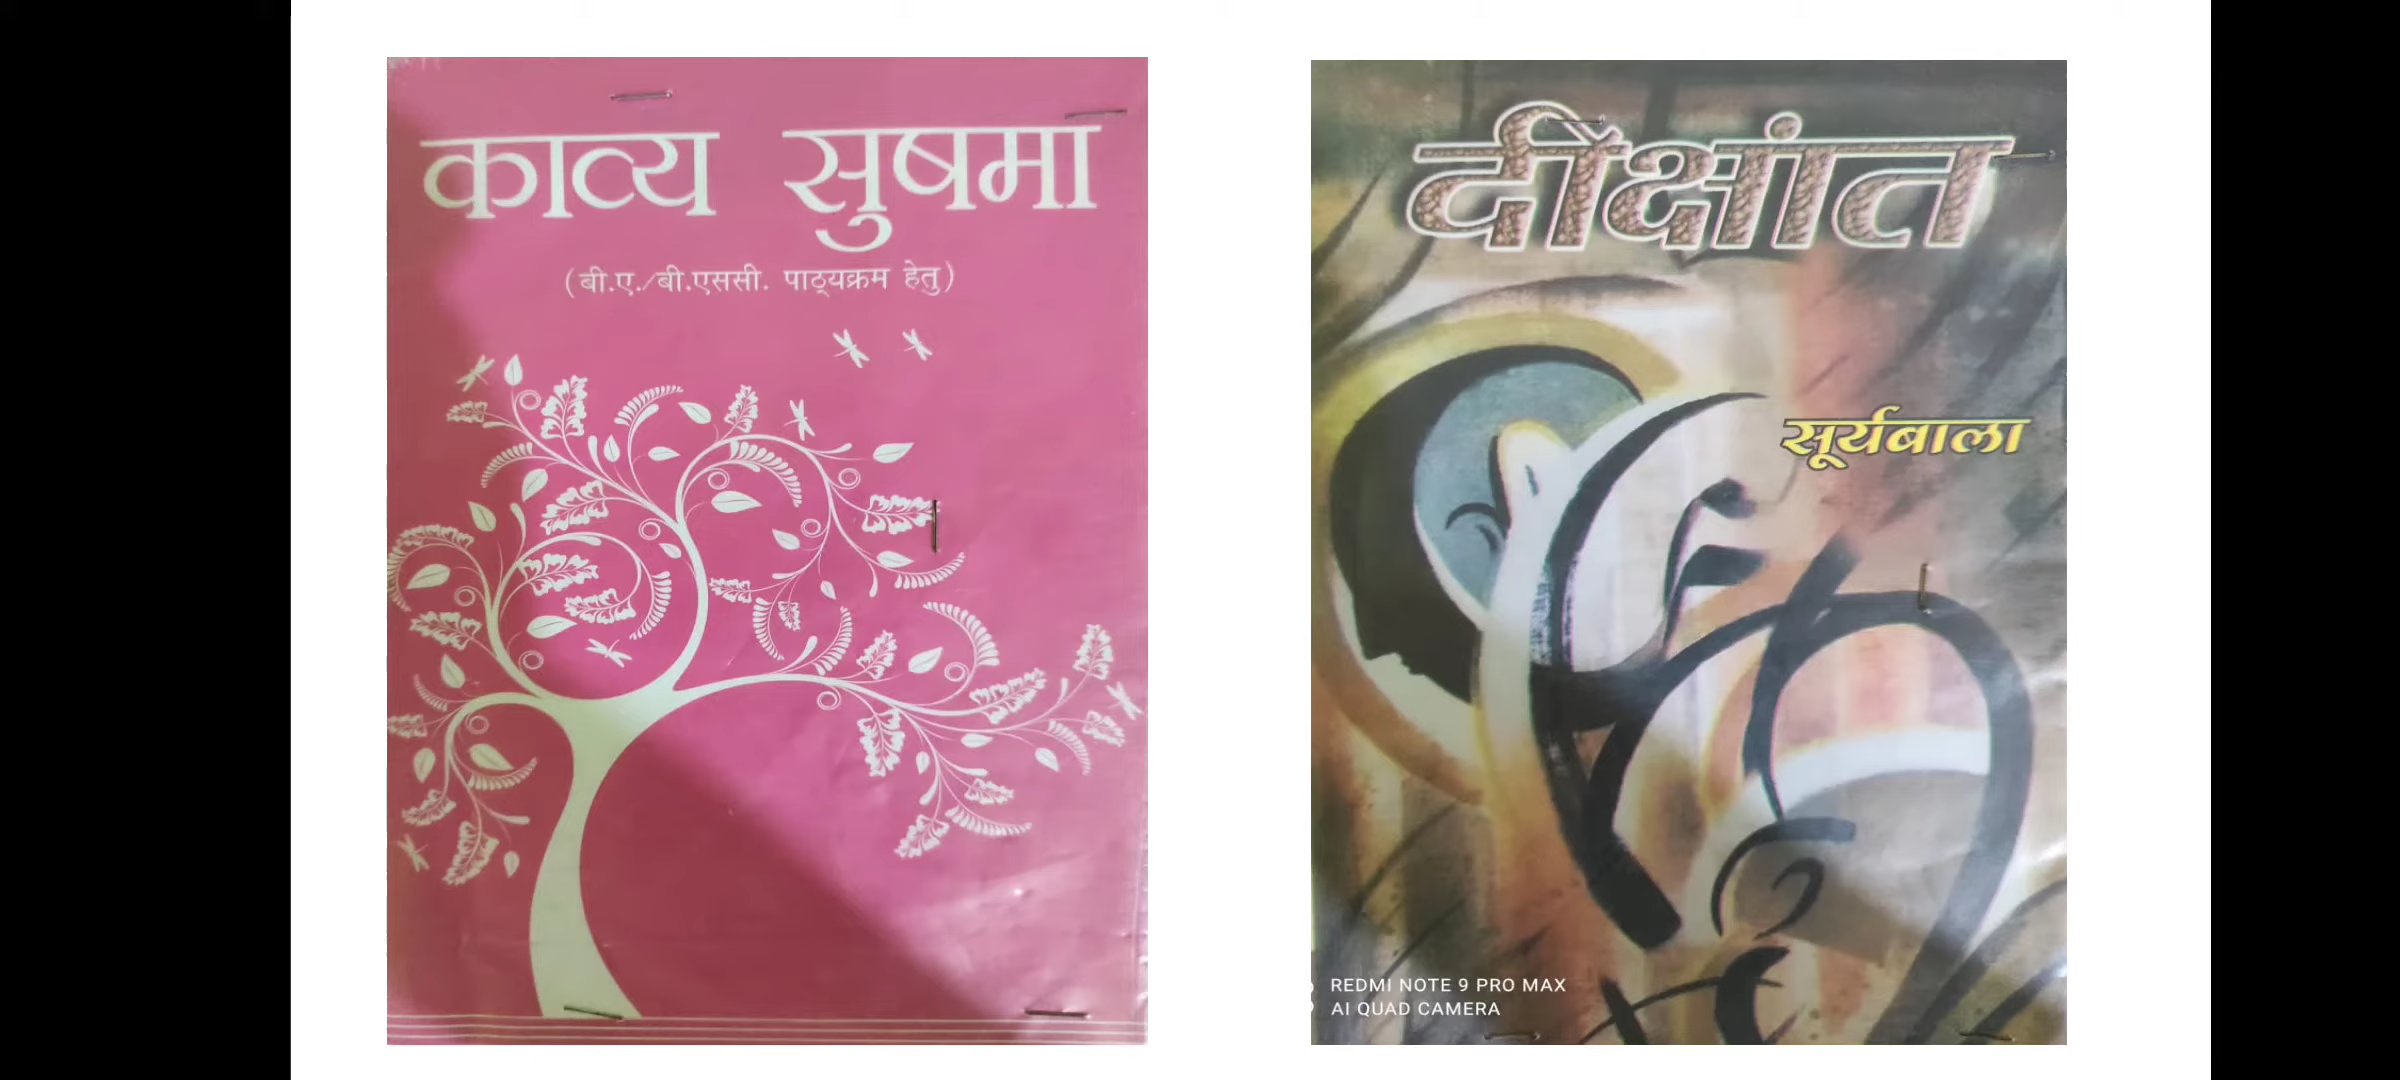 काव्य सुषमा
(बी.ए./बी.एससी. पाठ्यक्रम हेतु)
दीक्षांत
सूर्यबाला
REDMI NOTE 9 PRO MAX
AI QUAD CAMERA